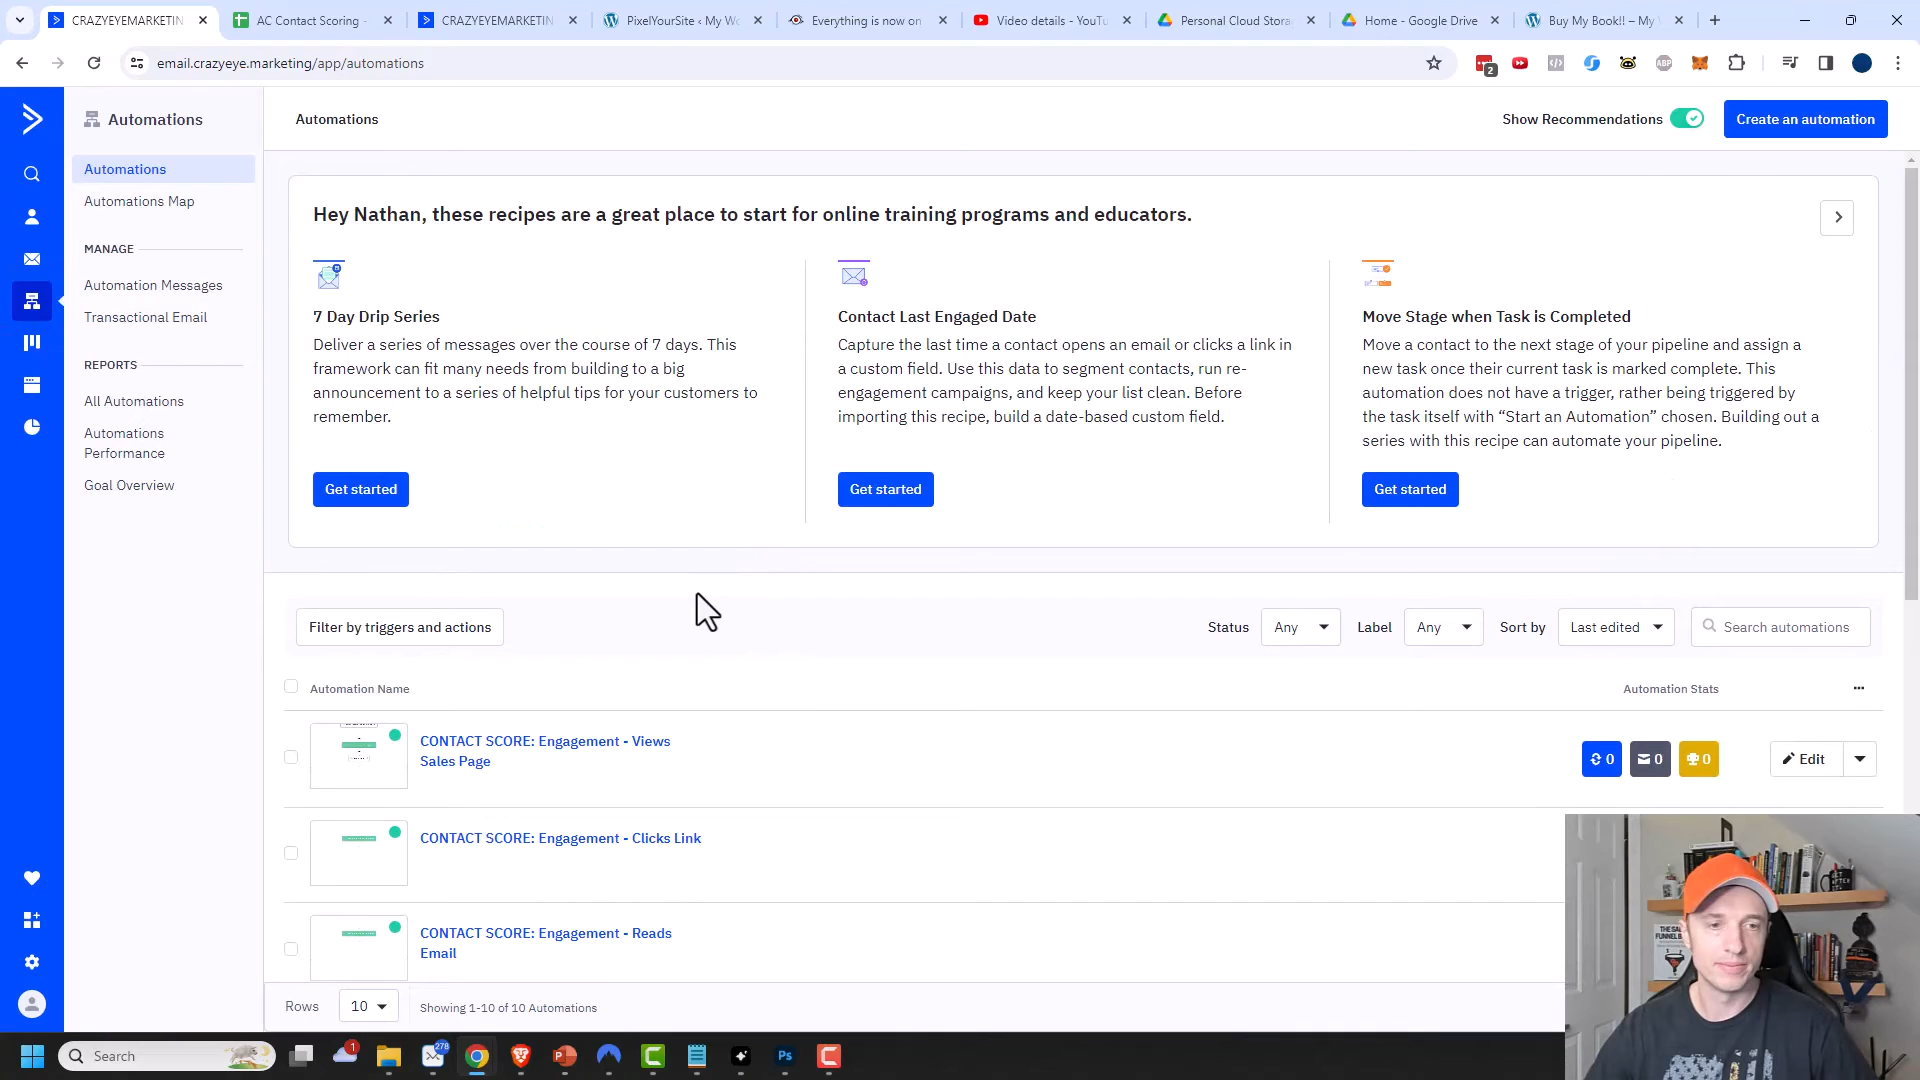 CRAZYEYEMARKETIN
AC Contact Scoring -
CRAZYEYEMARKETIN
PixelYourSite ‹ My Wo
Everything is now on
Video details - YouTu
Personal Cloud Stora
Home - Google Drive
Buy My Book!! – My
email.crazyeye.marketing/app/automations
2
ABP
Automations
Automations
Show Recommendations
Create an automation
Automations
Automations Map
MANAGE
Automation Messages
Transactional Email
REPORTS
All Automations
Automations
Performance
Goal Overview
Hey Nathan, these recipes are a great place to start for online training programs and educators.
7 Day Drip Series
Deliver a series of messages over the course of 7 days. This
framework can fit many needs from building to a big
announcement to a series of helpful tips for your customers to
remember.
Get started
Contact Last Engaged Date
Capture the last time a contact opens an email or clicks a link in
a custom field. Use this data to segment contacts, run re-
engagement campaigns, and keep your list clean. Before
importing this recipe, build a date-based custom field.
Get started
Move Stage when Task is Completed
Move a contact to the next stage of your pipeline and assign a
new task once their current task is marked complete. This
automation does not have a trigger, rather being triggered by
the task itself with “Start an Automation” chosen. Building out a
series with this recipe can automate your pipeline.
Get started
Filter by triggers and actions
Status
Any
Label
Any
Sort by
Last edited
Search automations
Automation Name
Automation Stats
CONTACT SCORE: Engagement - Views
Sales Page
0
0
0
Edit
CONTACT SCORE: Engagement - Clicks Link
CONTACT SCORE: Engagement - Reads
Email
Rows
10
Showing 1-10 of 10 Automations
THE SA
FUNNEL B
GET
AFTER
IT
Search
1
278
Ps